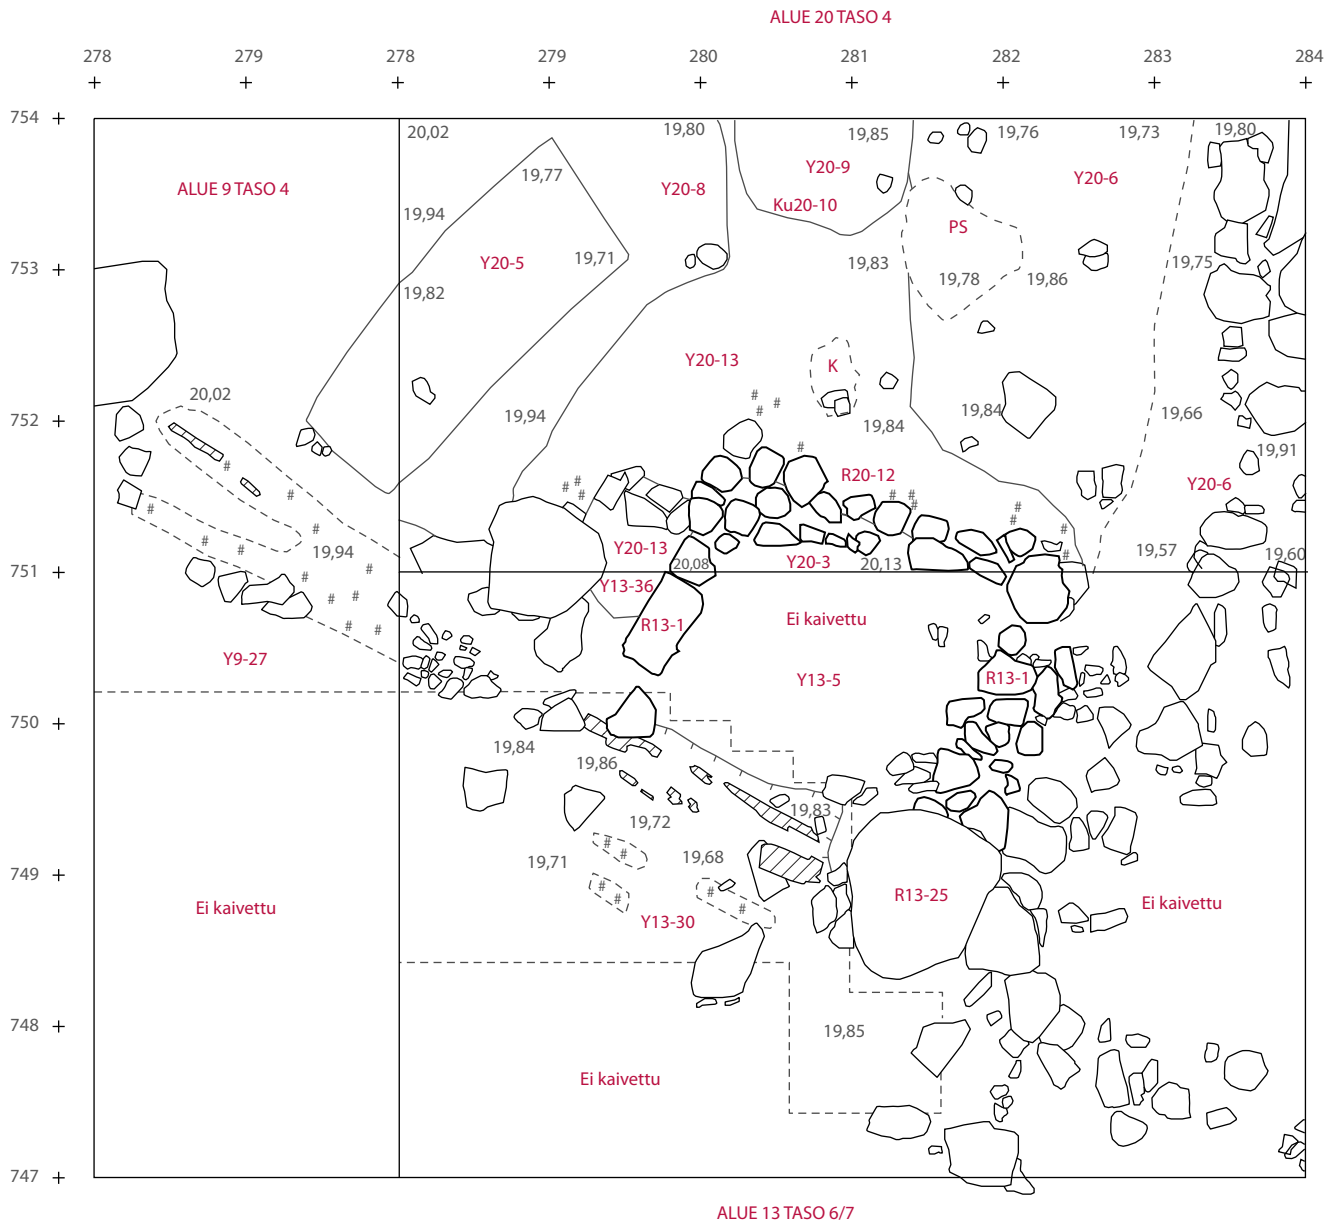 ALUE 20 TASO 4
278 279 278 279 280 281 282 283 284
754
20,02 19,80 19,85 19,76 19,73 19,80
ALUE 9 TASO 4
19,77 Y20-8 Y20-9 Y20-6
19,94 Ku20-10
PS
Y20-5 19,71 19,83 19,78 19,86 19,75
753
19,82
Y20-13 K
20,02 19,94 19,84 19,84 19,66
752
# # #
# #
19,91
# # R20-12 Y20-6
# # # # # # #
# # # #
19,94 Y20-13 Y20-3 19,57 19,60
# # # #
20,08 20,13
751
# # Y13-36
# # R13-1 Ei kaivettu
# #
Y9-27 Y13-5 R13-1
750
19,84
19,86
19,72 19,83
# #
19,71 19,68
749
# # # #
Ei kaivettu Y13-30 R13-25 Ei kaivettu
748
19,85
Ei kaivettu
747
ALUE 13 TASO 6/7